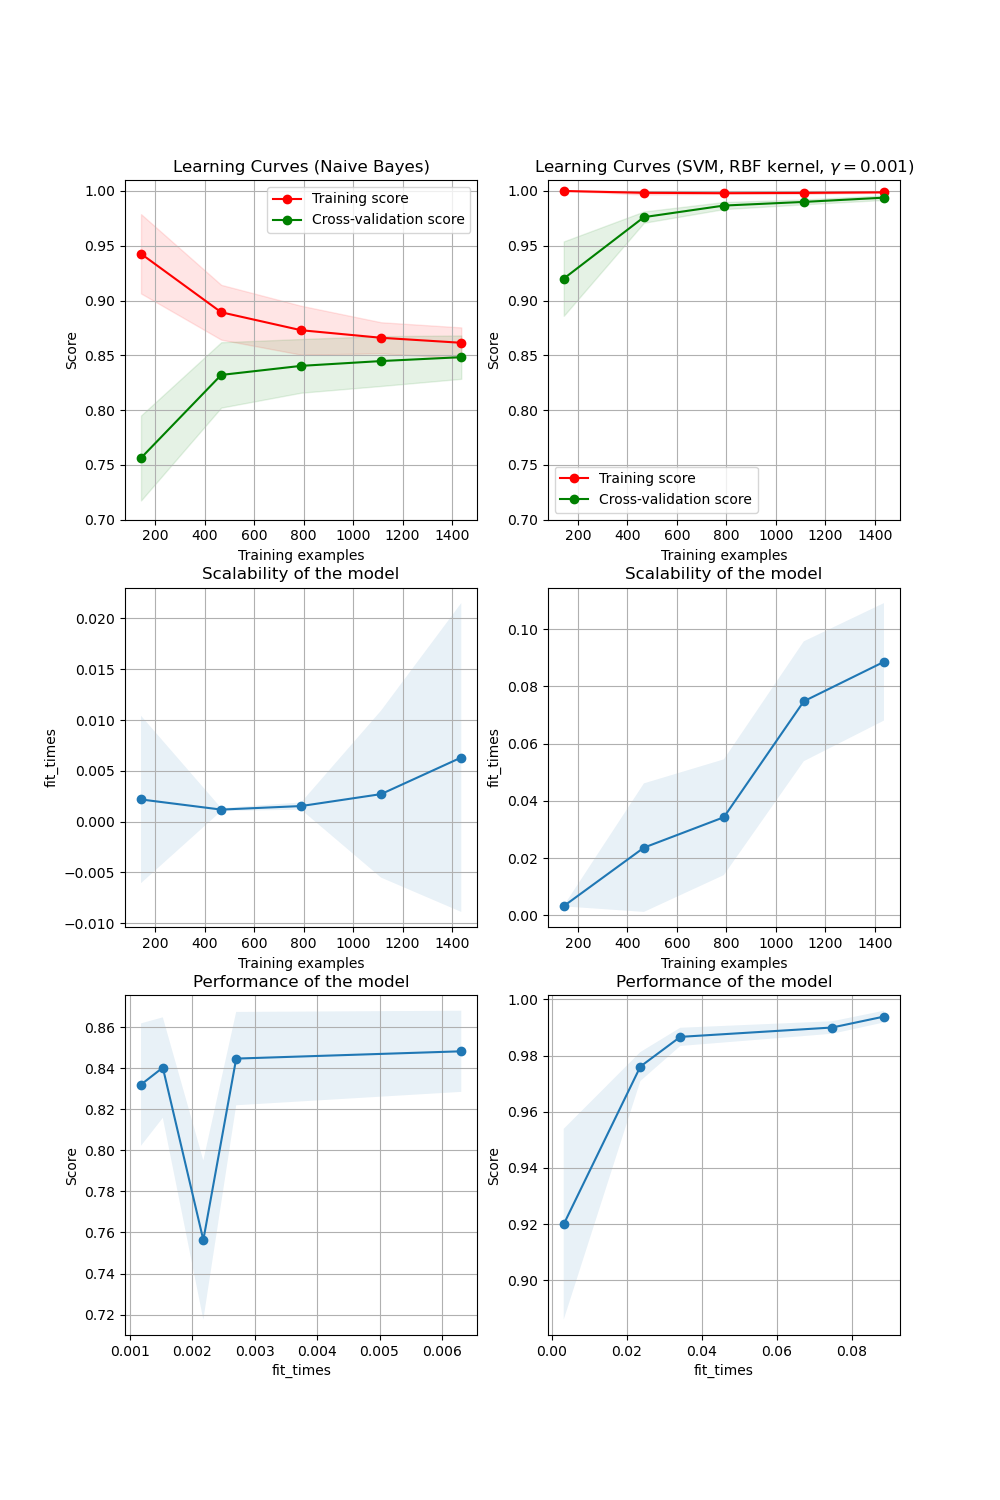 Learning Curves (Naive Bayes)
1.00
0.95
0.90
0.85
0.80
0.75
0.70
Score
Training score
Cross-validation score
200 400 600 800 1000 1200 1400
Training examples
Learning Curves (SVM, RBF kernel, γ = 0.001)
1.00
0.95
0.90
0.85
0.80
0.75
0.70
Score
Training score
Cross-validation score
200 400 600 800 1000 1200 1400
Training examples
Scalability of the model
0.020
0.015
0.010
0.005
0.000
−0.005
−0.010
fit_times
200 400 600 800 1000 1200 1400
Training examples
Scalability of the model
0.10
0.08
0.06
0.04
0.02
0.00
fit_times
200 400 600 800 1000 1200 1400
Training examples
Performance of the model
0.86
0.84
0.82
0.80
0.78
0.76
0.74
0.72
Score
0.001 0.002 0.003 0.004 0.005 0.006
fit_times
Performance of the model
1.00
0.98
0.96
0.94
0.92
0.90
Score
0.00 0.02 0.04 0.06 0.08
fit_times